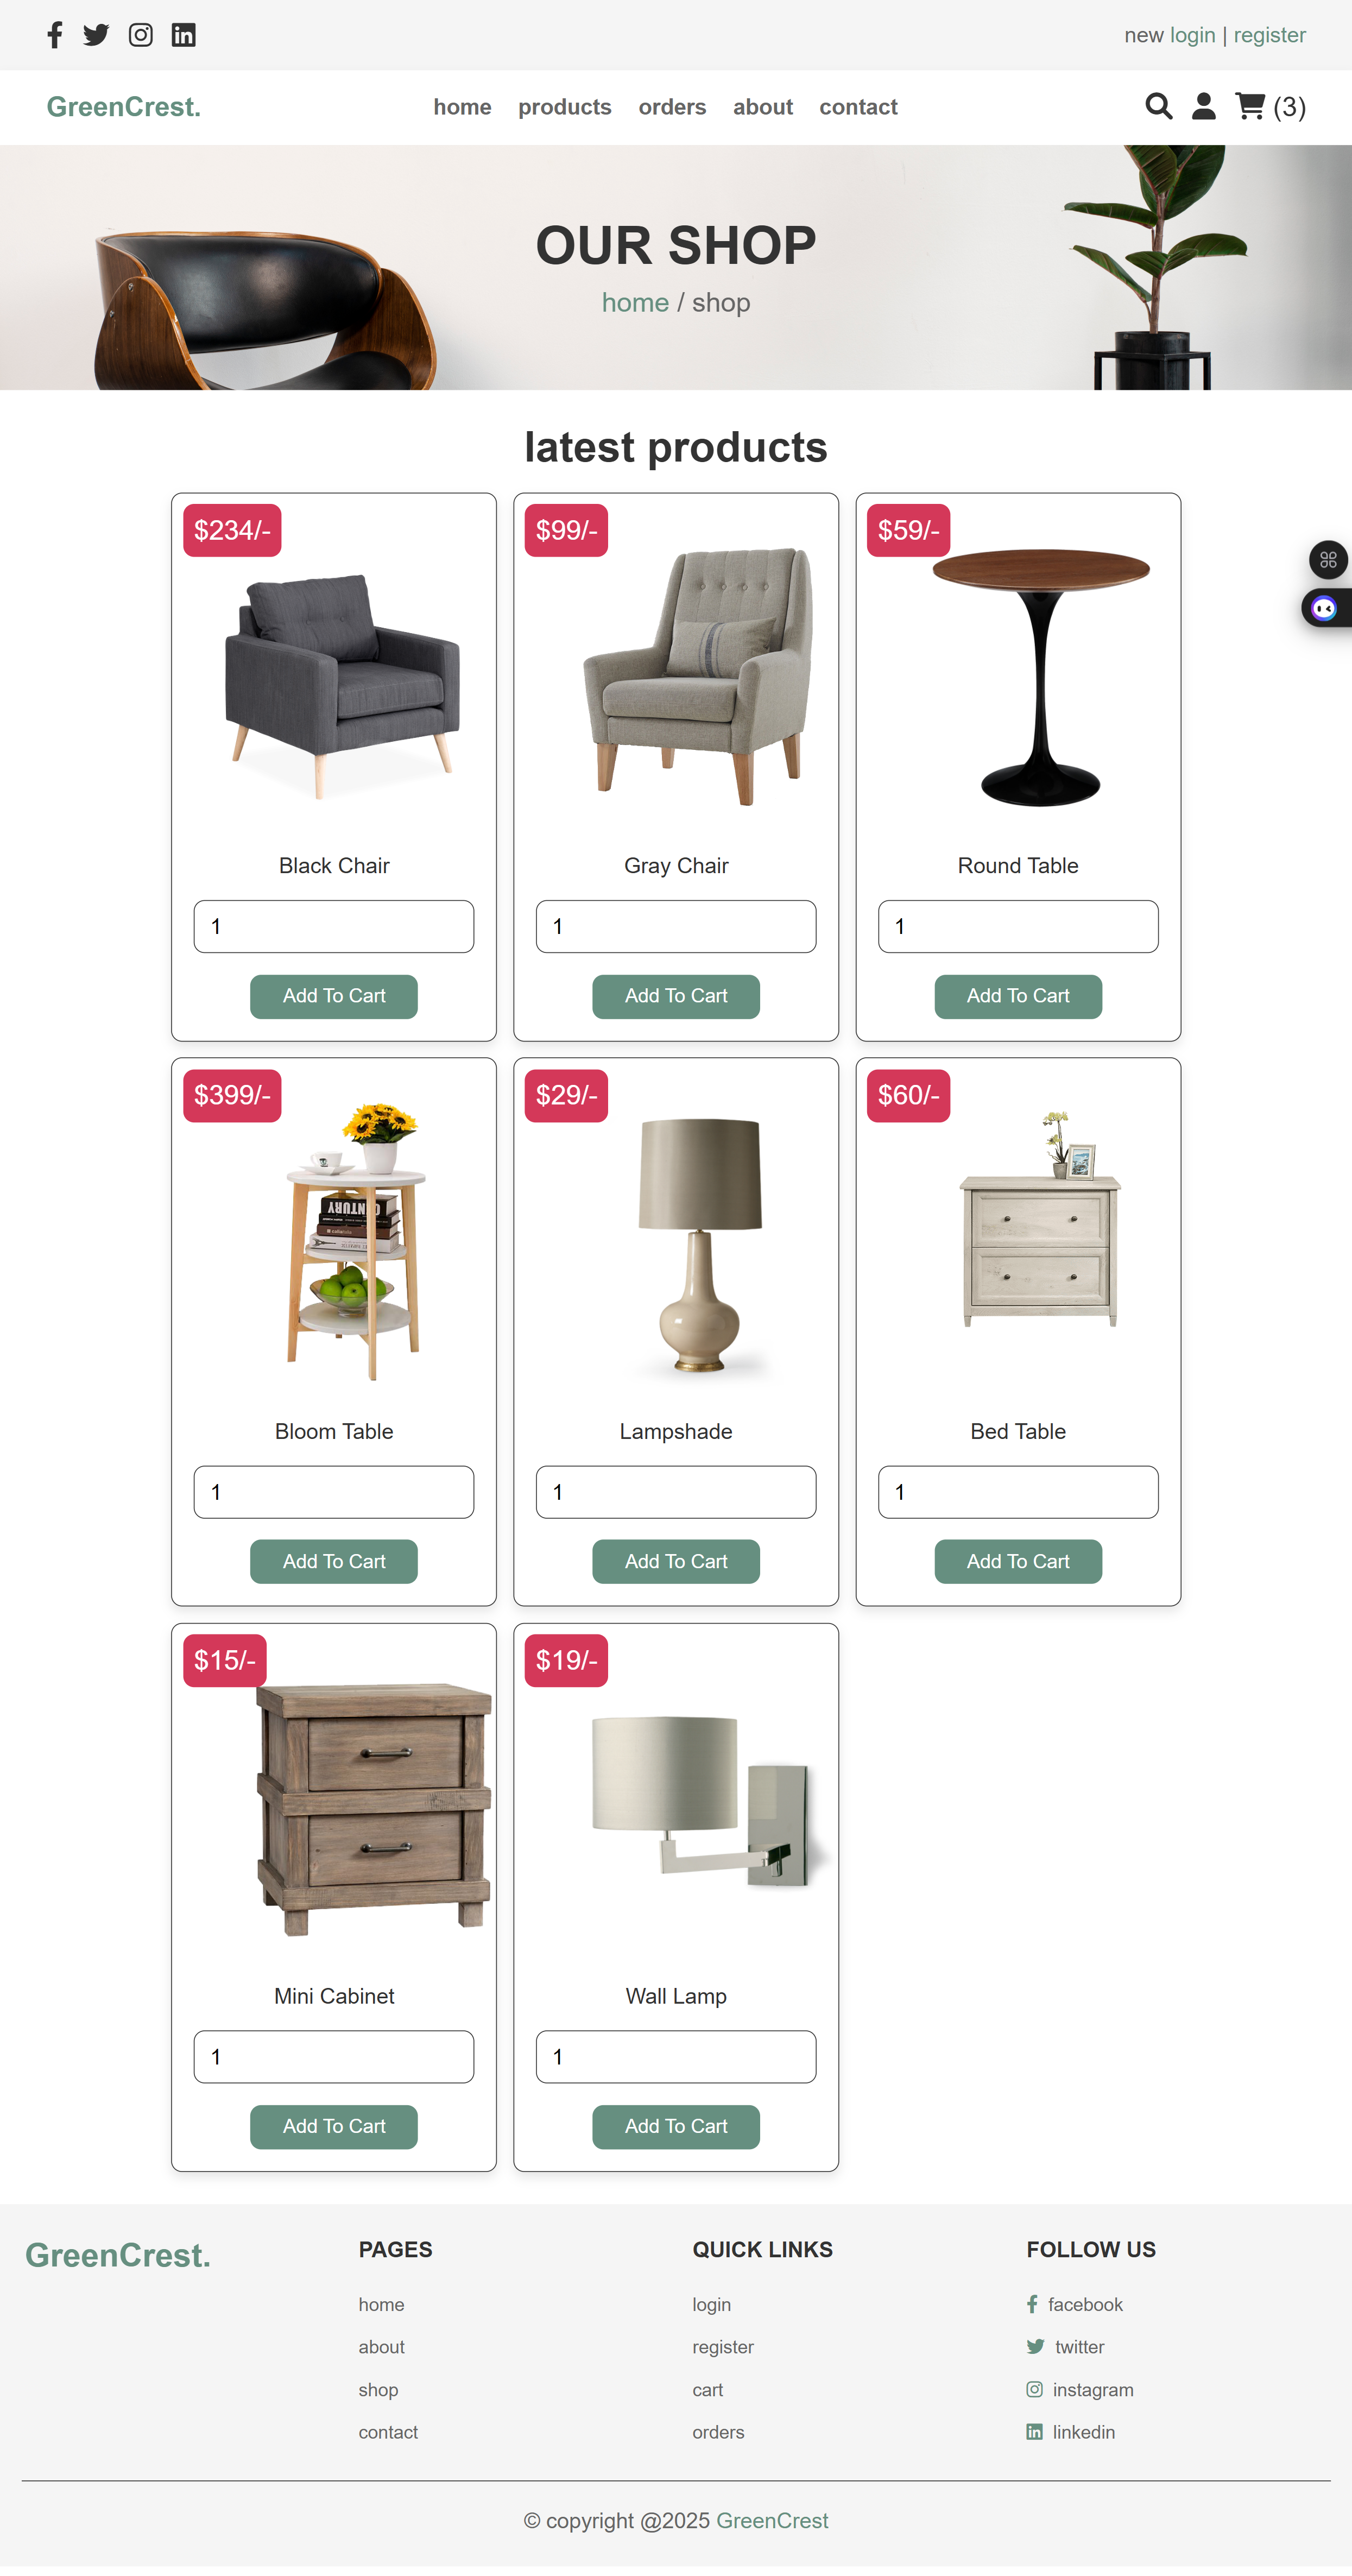 new login | register
GreenCrest.
home products orders about contact
(3)
OUR SHOP
home / shop
latest products
$234/- $99/- $59/-
Black Chair Gray Chair Round Table
1 1 1
Add To Cart Add To Cart Add To Cart
$399/- $29/- $60/-
CENTURY
Bloom Table Lampshade Bed Table
1 1 1
Add To Cart Add To Cart Add To Cart
$15/- $19/-
Mini Cabinet Wall Lamp
1 1
Add To Cart Add To Cart
GreenCrest.
PAGES
home
about
shop
contact
QUICK LINKS
login
register
cart
orders
FOLLOW US
facebook
twitter
instagram
linkedin
© copyright @2025 GreenCrest